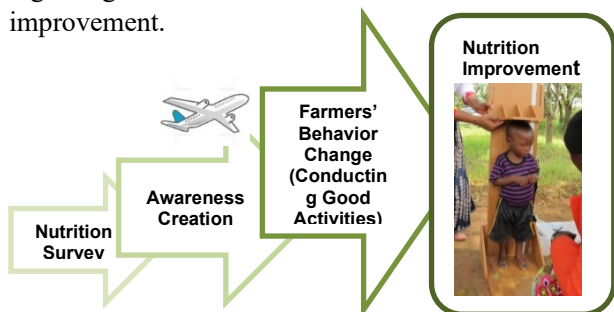 improvement.
Nutrition
Survey
Awareness
Creation
Farmers'
Behavior
Change
(Conductin
g Good
Activities)
Nutrition
Improvement